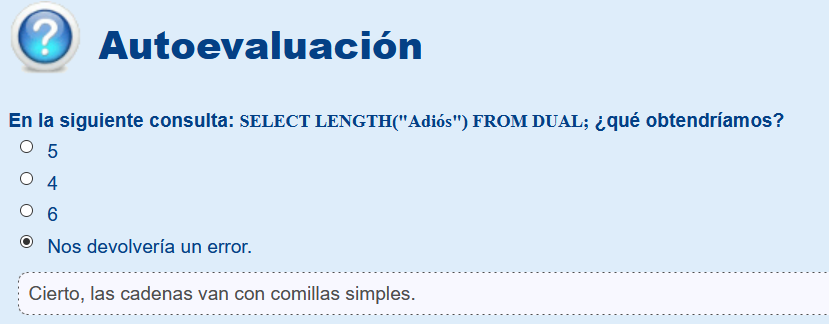 Autoevaluación
En la siguiente consulta: SELECT LENGTH("Adiós") FROM DUAL; ¿qué obtendríamos?
5
4
6
Nos devolvería un error.
Cierto, las cadenas van con comillas simples.